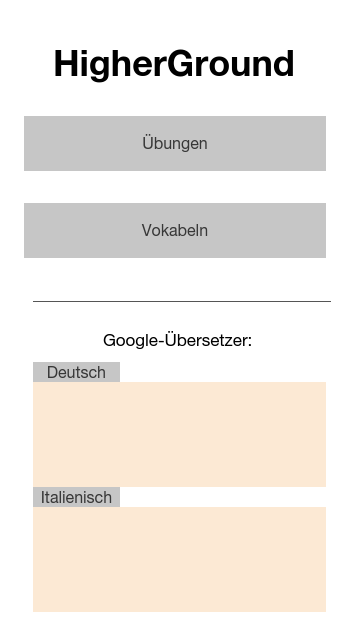 HigherGround
Übungen
Vokabeln
Google-Übersetzer:
Deutsch
Italienisch